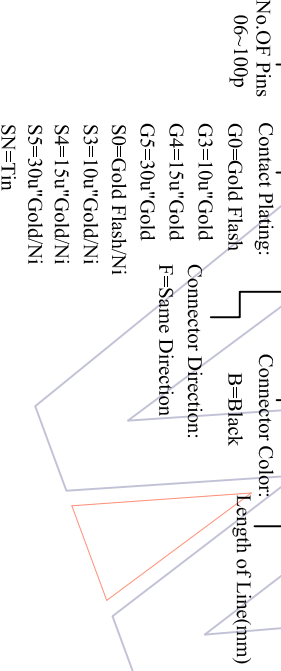 No.OF Pins
06~100p
Contact Plating:
G0=Gold Flash
G3=10u"Gold
G4=15u"Gold
G5=30u"Gold
S0=Gold Flash/Ni
S3=10u"Gold/Ni
S4=15u"Gold/Ni
S5=30u"Gold/Ni
SN=Tin
Connector Direction:
F=Same Direction
Connector Color:
B=Black
Length of Line(mm)